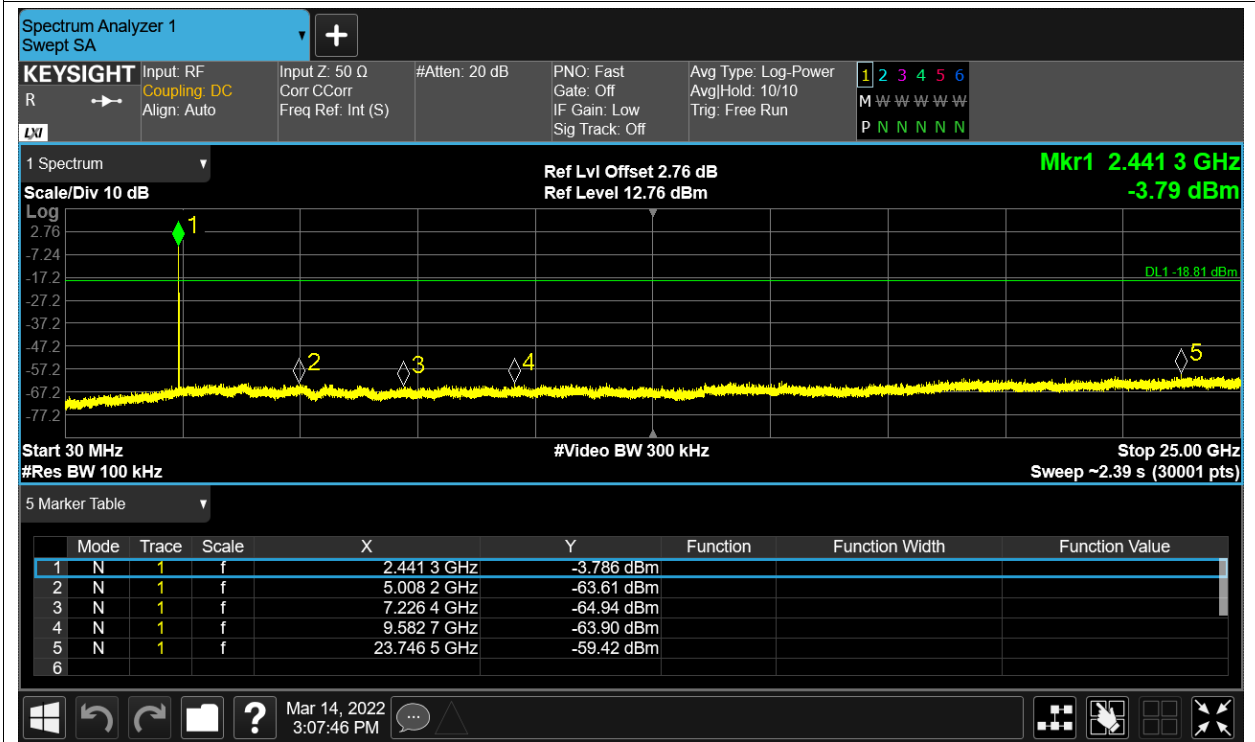 Spectrum Analyzer 1
Swept SA
+
KEYSIGHT Input: RF Input Z: 50 Ω #Atten: 20 dB PNO: Fast Avg Type: Log-Power 1 2 3 4 5 6
R Coupling: DC Corr CCorr Gate: Off Avg|Hold: 10/10 M W W W W W
Align: Auto Freq Ref: Int (S) IF Gain: Low Trig: Free Run
LXI Sig Track: Off P N N N N N
1 Spectrum Ref Lvl Offset 2.76 dB Mkr1 2.441 3 GHz
Scale/Div 10 dB Ref Level 12.76 dBm -3.79 dBm
Log
1
2.76
-7.24
-17.2 DL1 -18.81 dBm
-27.2
-37.2
-47.2
2 3 4 5
-57.2
-67.2
-77.2
Start 30 MHz #Video BW 300 kHz Stop 25.00 GHz
#Res BW 100 kHz Sweep ~2.39 s (30001 pts)
5 Marker Table
Mode Trace Scale X Y Function Function Width Function Value
1 N 1 f 2.441 3 GHz -3.786 dBm
2 N 1 f 5.008 2 GHz -63.61 dBm
3 N 1 f 7.226 4 GHz -64.94 dBm
4 N 1 f 9.582 7 GHz -63.90 dBm
5 N 1 f 23.746 5 GHz -59.42 dBm
6
? Mar 14, 2022
3:07:46 PM